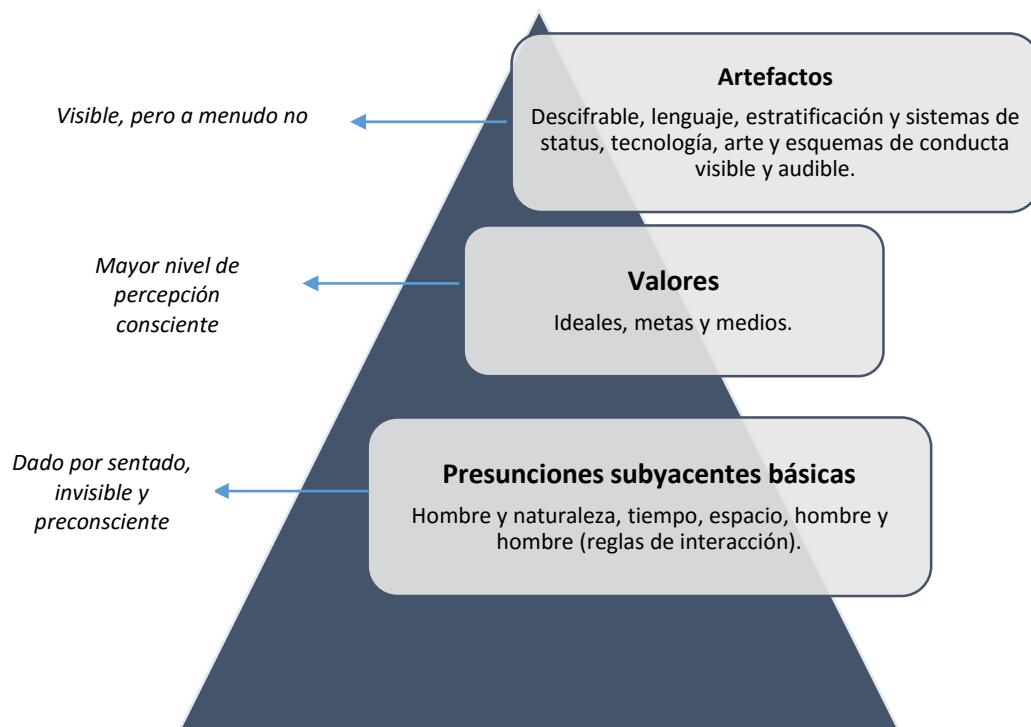 Artefactos
Descifrable, lenguaje, estratificación y sistemas de
status, tecnología, arte y esquemas de conducta
visible y audible.
Visible, pero a menudo no
Valores
Ideales, metas y medios.
Mayor nivel de
percepción
consciente
Presunciones subyacentes básicas
Hombre y naturaleza, tiempo, espacio, hombre y
hombre (reglas de interacción).
Dado por sentado,
invisible y
preconsciente